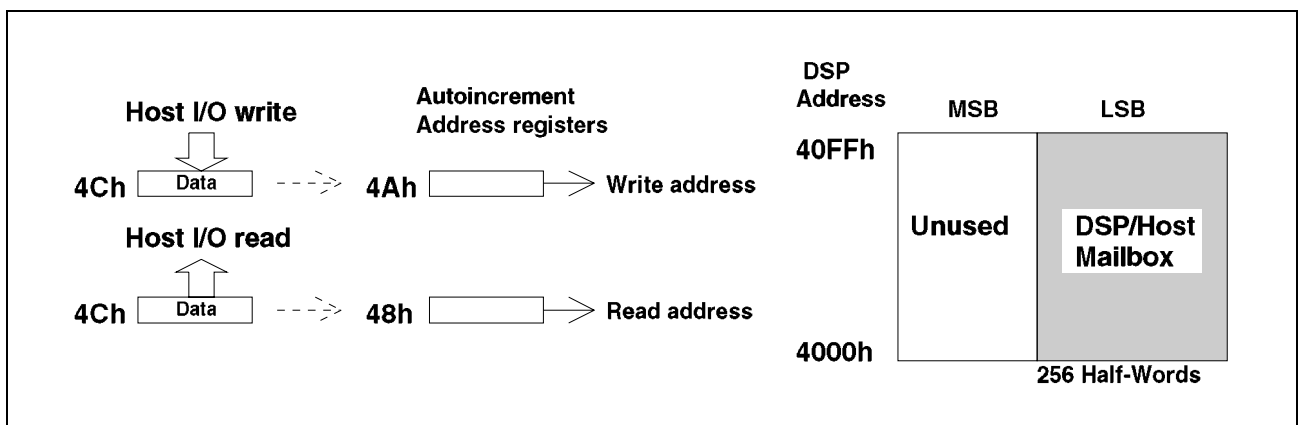 Host I/O write
4Ch Data
Autoincrement
Address registers
4Ah
Write address
Host I/O read
4Ch Data
48h
Read address
DSP
Address
MSB
LSB
40FFh
Unused
DSP/Host
Mailbox
4000h
256 Half-Words